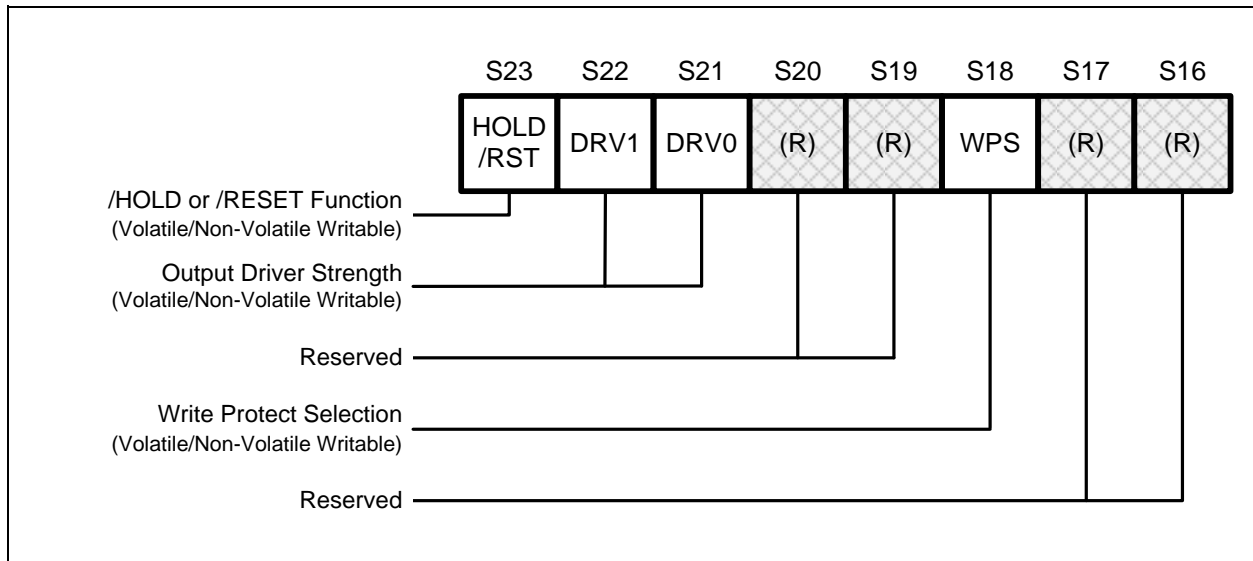 S23 S22 S21 S20 S19 S18 S17 S16
HOLD
/RST DRV1 DRV0 (R) (R) WPS (R) (R)
/HOLD or /RESET Function
(Volatile/Non-Volatile Writable)
Output Driver Strength
(Volatile/Non-Volatile Writable)
Reserved
Write Protect Selection
(Volatile/Non-Volatile Writable)
Reserved